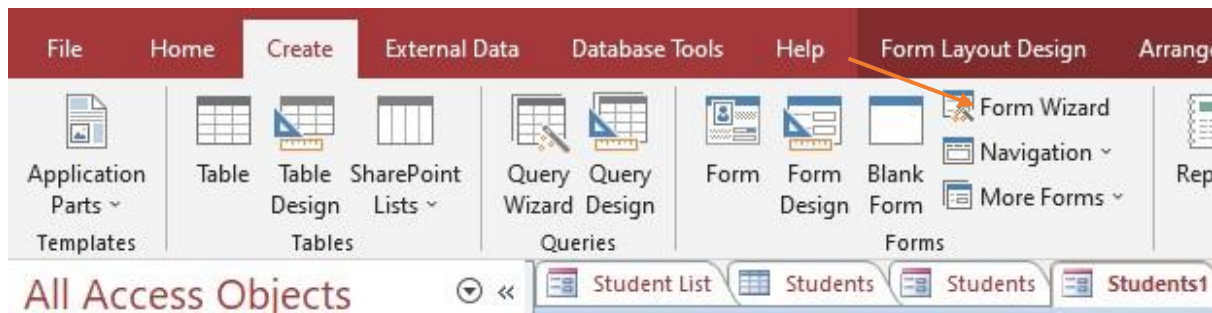 File Home Create External Data Database Tools Help Form Layout Design Arrange
Form Wizard
Navigation
More Forms
Application Parts
Table
Table Design
SharePoint Lists
Query Wizard
Query Design
Form
Form Design
Blank Form
Templates Tables Queries Forms
All Access Objects
Student List Students Students Students1